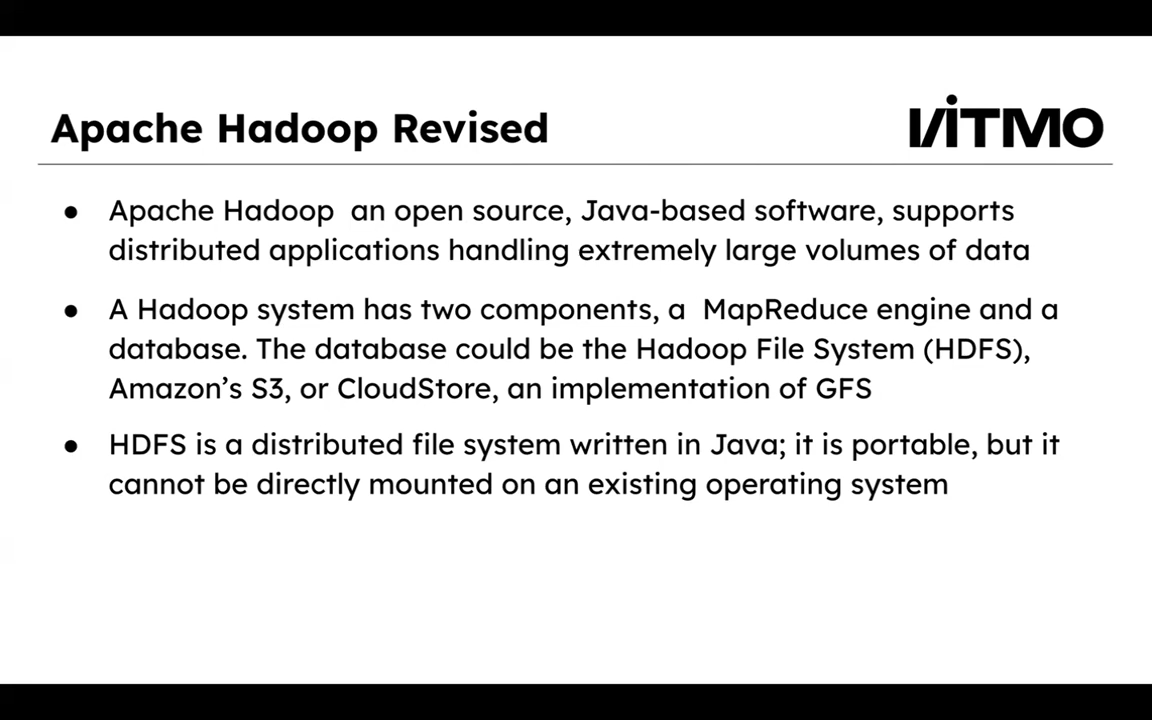 Apache Hadoop Revised
ITMO
● Apache Hadoop  an open source, Java-based software, supports
distributed applications handling extremely large volumes of data
● A Hadoop system has two components, a  MapReduce engine and a
database. The database could be the Hadoop File System (HDFS),
Amazon’s S3, or CloudStore, an implementation of GFS
● HDFS is a distributed file system written in Java; it is portable, but it
cannot be directly mounted on an existing operating system